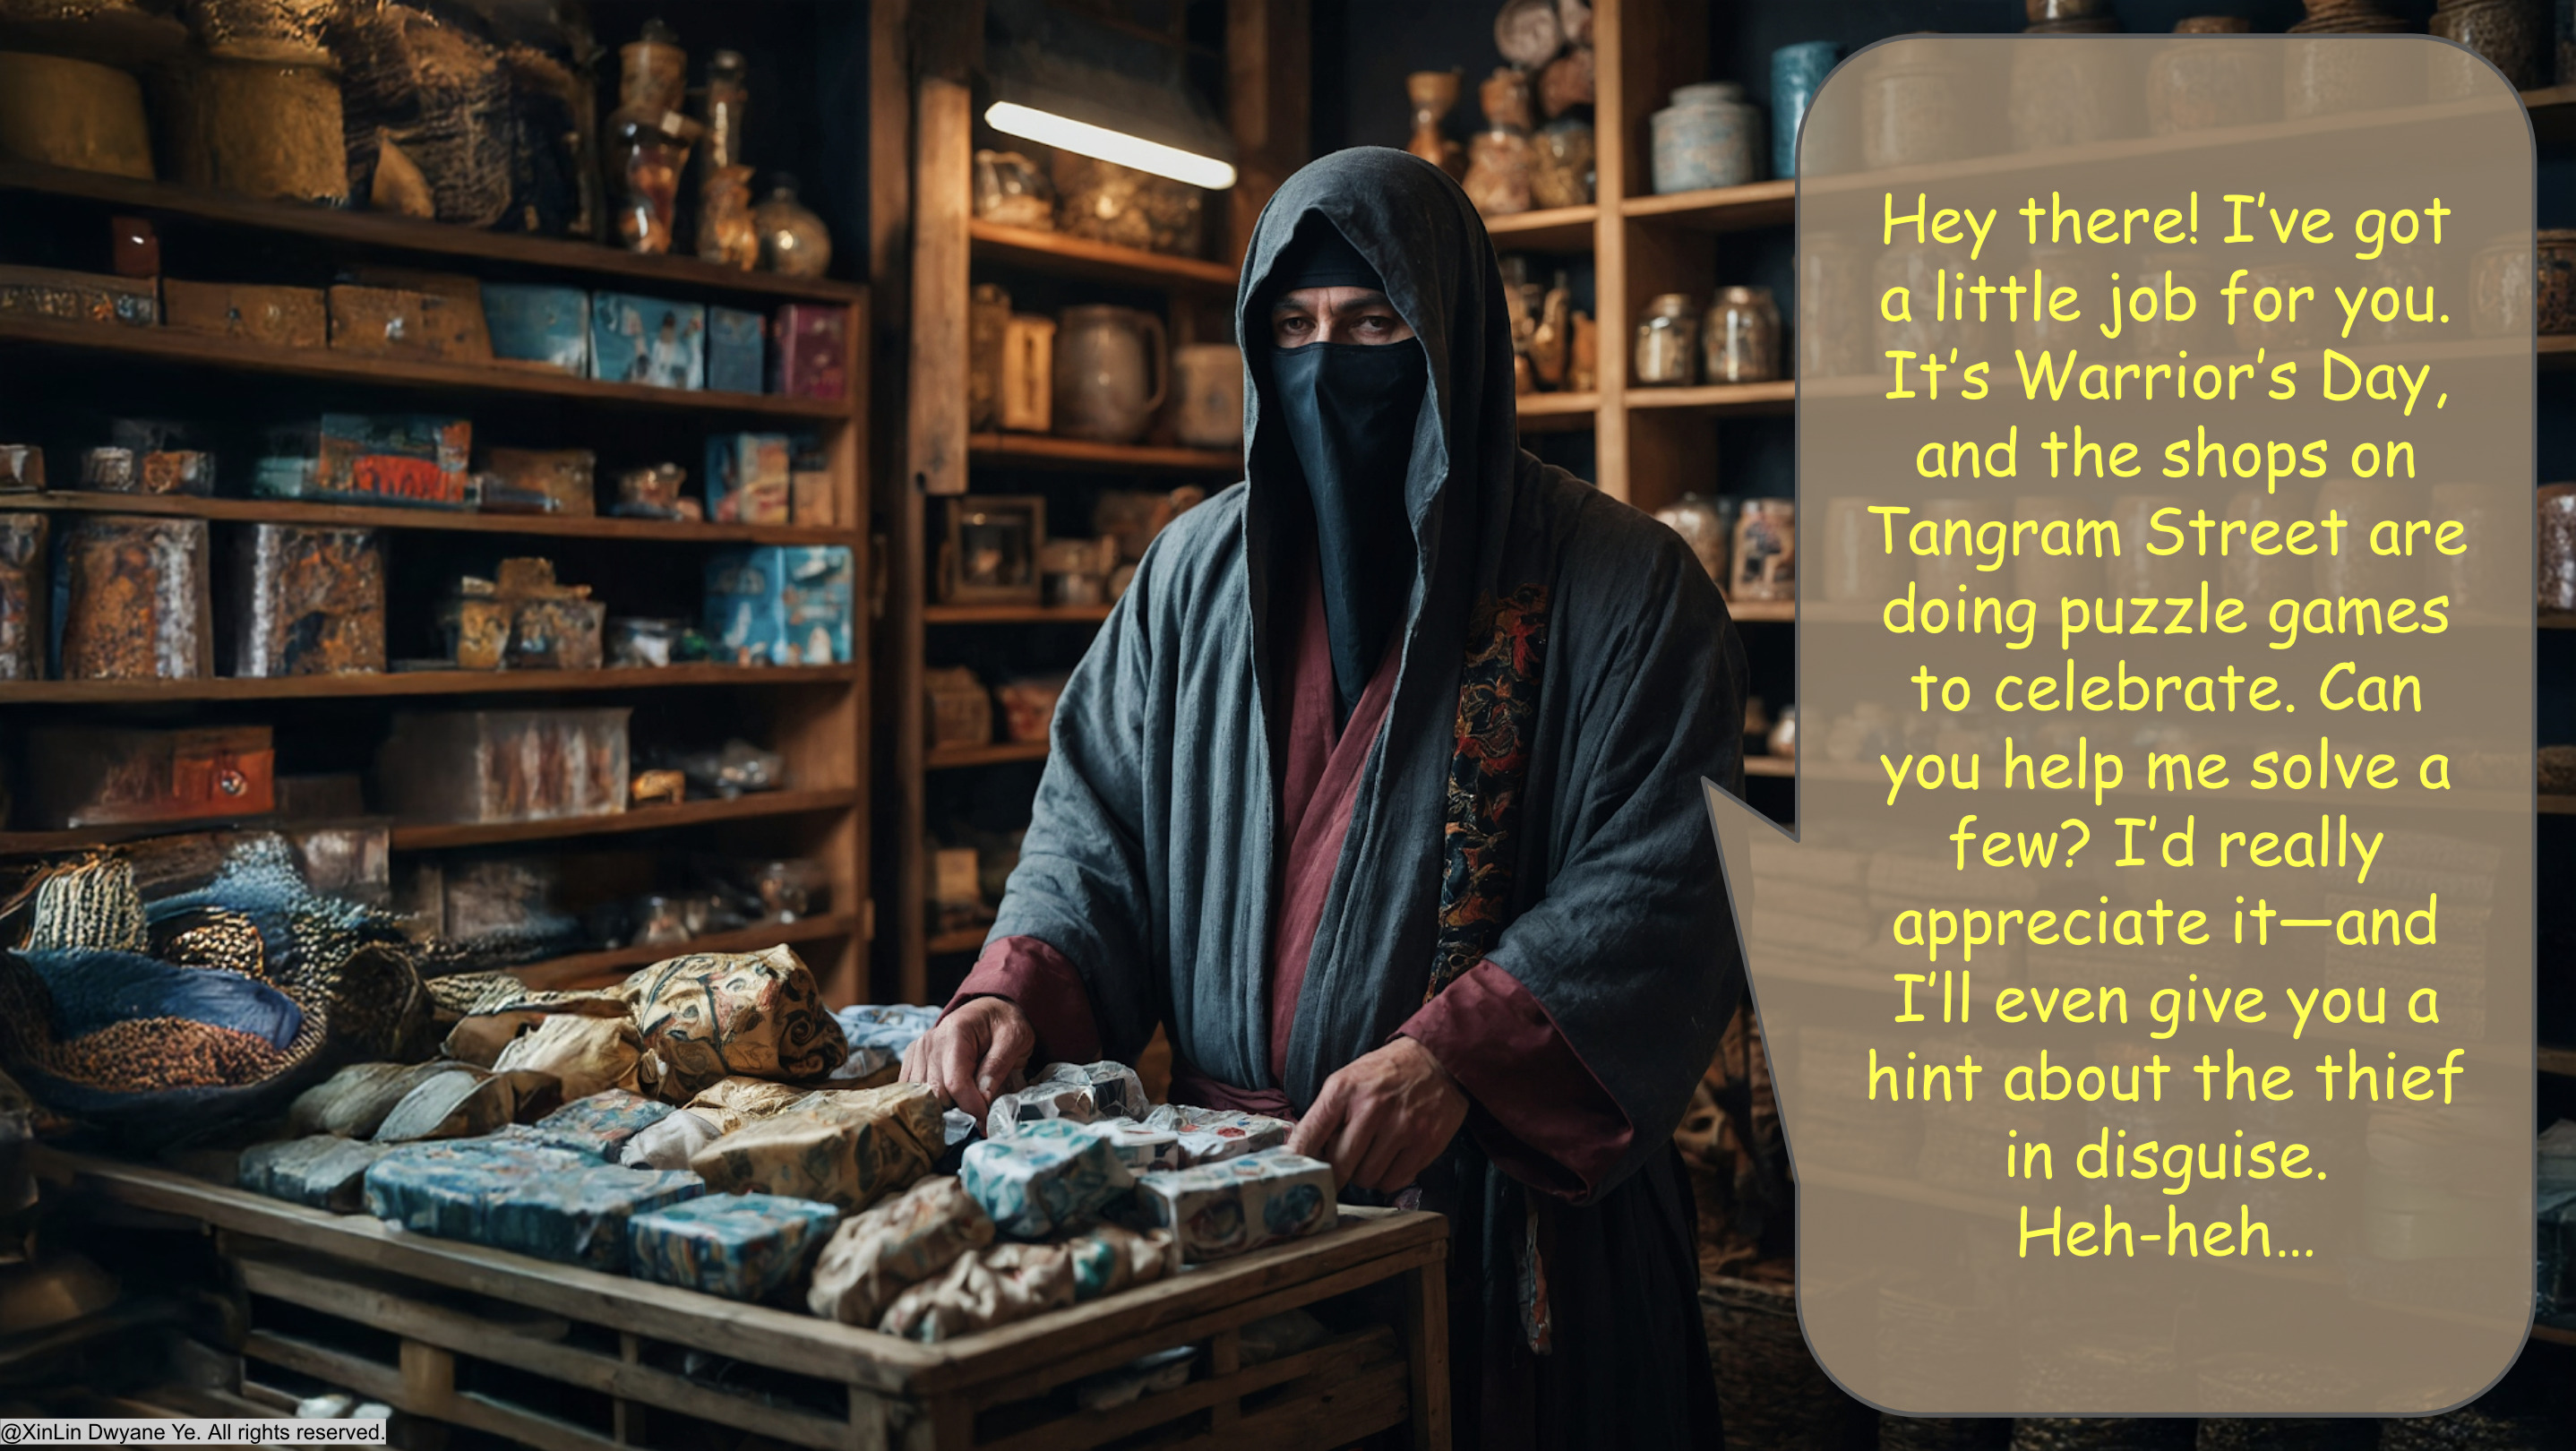 Hey there! I’ve got
a little job for you.
It’s Warrior’s Day,
and the shops on
Tangram Street are
doing puzzle games
to celebrate. Can
you help me solve a
few? I’d really
appreciate it—and
I’ll even give you a
hint about the thief
in disguise.
Heh-heh…
@XinLin Dwyane Ye. All rights reserved.